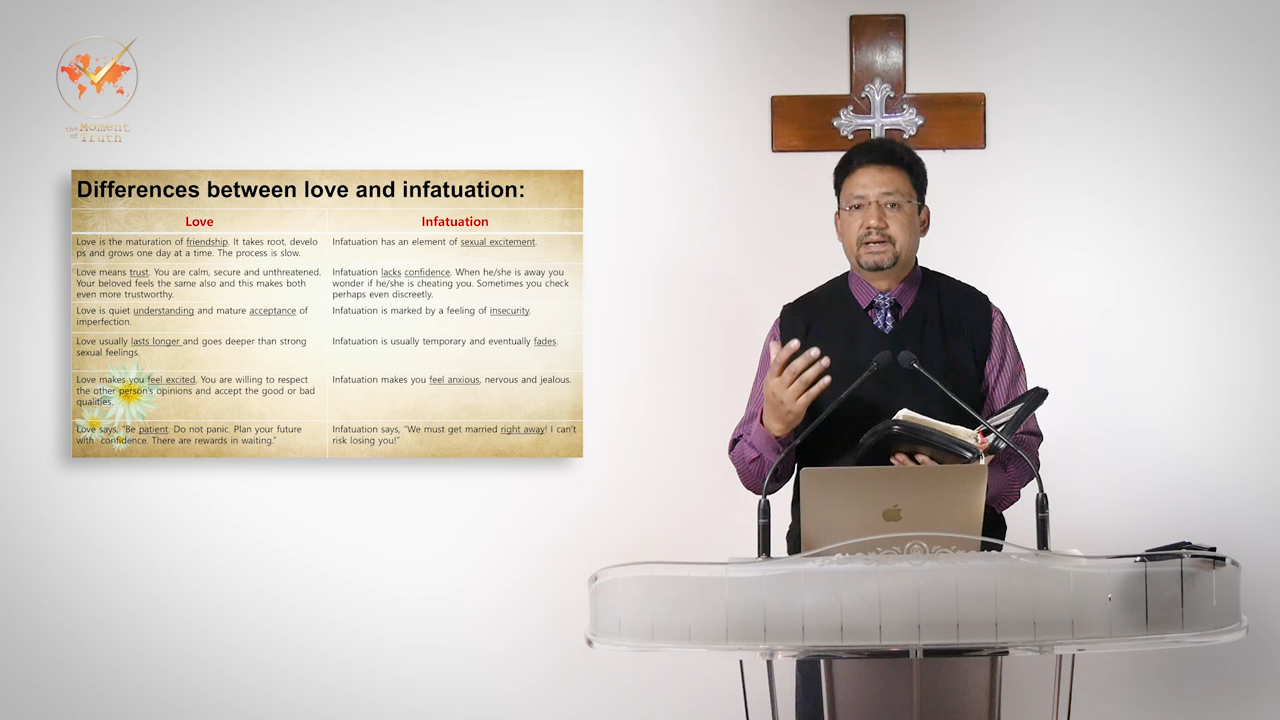 the Moment
of Truth
Differences between love and infatuation:
Love
Infatuation
Love is the maturation of friendship. It takes root, develo
ps and grows one day at a time. The process is slow.
Infatuation has an element of sexual excitement.
Love means trust. You are calm, secure and unthreatened.
Your beloved feels the same also and this makes both
even more trustworthy.
Infatuation lacks confidence. When he/she is away you
wonder if he/she is cheating you. Sometimes you check
perhaps even discreetly.
Love is quiet understanding and mature acceptance of
imperfection.
Infatuation is marked by a feeling of insecurity.
Love usually lasts longer and goes deeper than strong
sexual feelings.
Infatuation is usually temporary and eventually fades.
Love makes you feel excited. You are willing to respect
the other person's opinions and accept the good or bad
qualities.
Infatuation makes you feel anxious, nervous and jealous.
Love says, "Be patient. Do not panic. Plan your future
with confidence. There are rewards in waiting."
Infatuation says, "We must get married right away! I can't
risk losing you!"